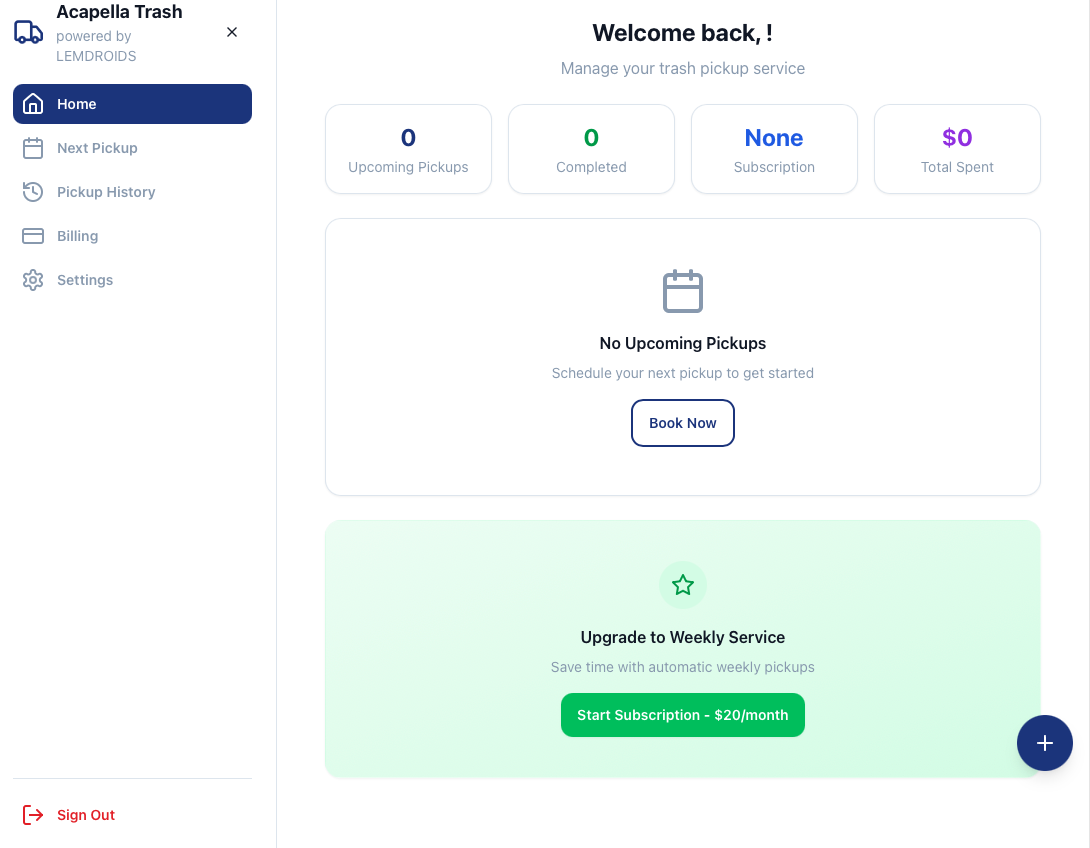 Acapella Trash
powered by
LEMDROIDS
Home
Next Pickup
Pickup History
Billing
Settings
Sign Out
Welcome back, !
Manage your trash pickup service
0
Upcoming Pickups
0
Completed
None
Subscription
$0
Total Spent
No Upcoming Pickups
Schedule your next pickup to get started
Book Now
Upgrade to Weekly Service
Save time with automatic weekly pickups
Start Subscription - $20/month